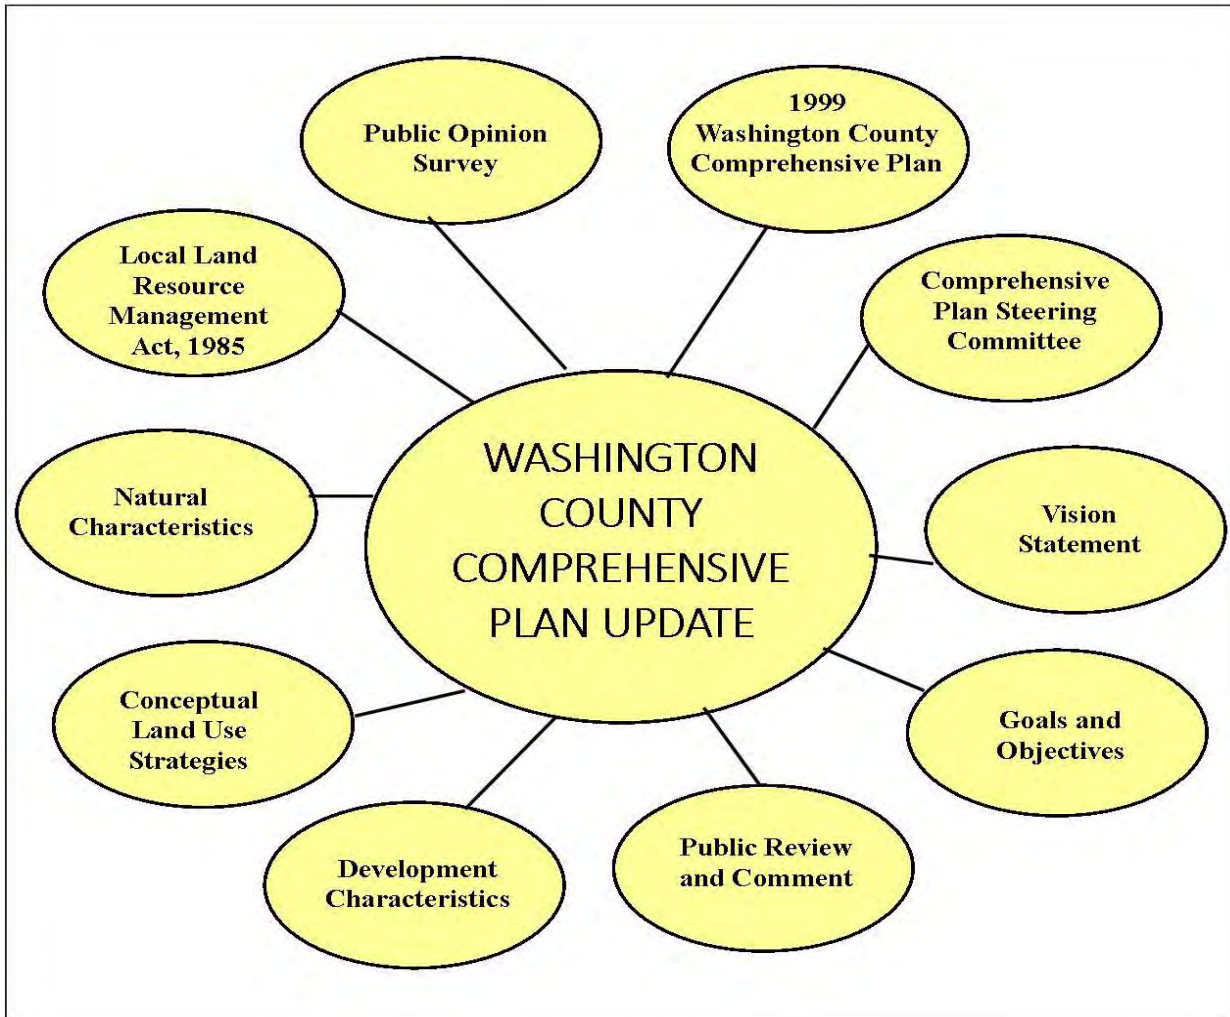 Public Opinion
Survey
1999
Washington County
Comprehensive Plan
Local Land
Resource
Management
Act, 1985
Comprehensive
Plan Steering
Committee
WASHINGTON
COUNTY
COMPREHENSIVE
PLAN UPDATE
Natural
Characteristics
Vision
Statement
Conceptual
Land Use
Strategies
Goals and
Objectives
Development
Characteristics
Public Review
and Comment